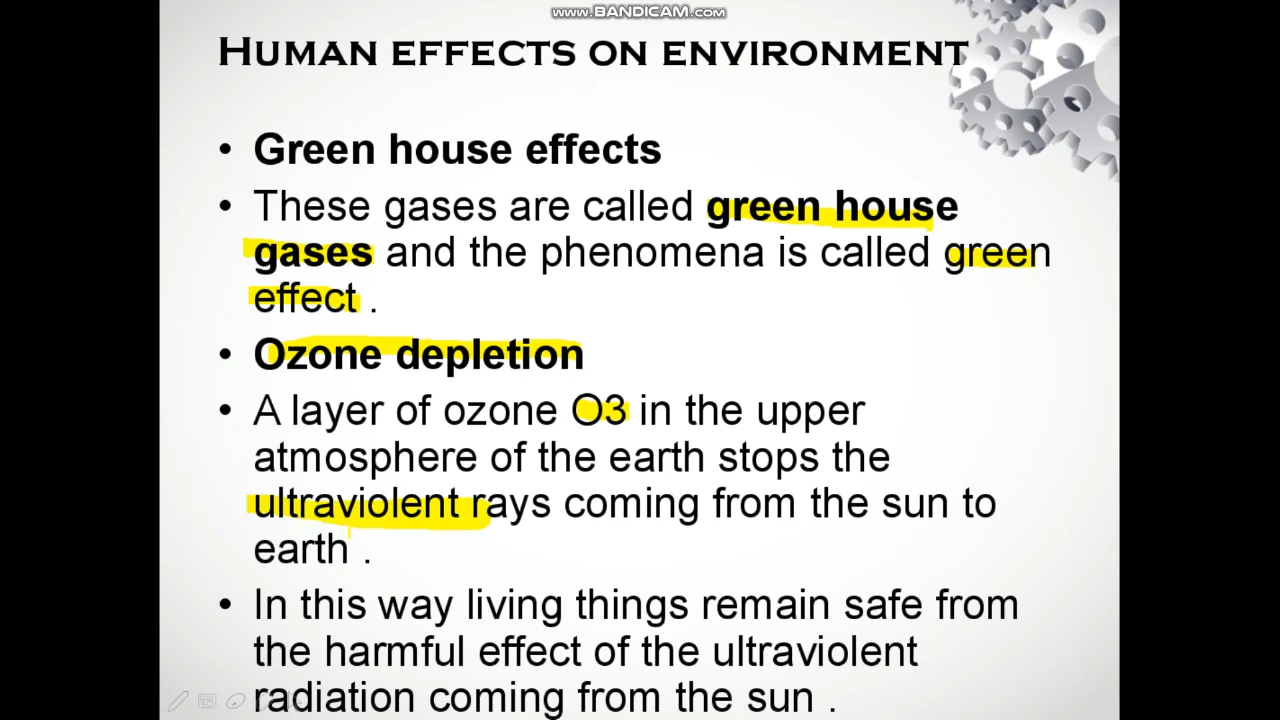 www.BANDICAM.com
HUMAN EFFECTS ON ENVIRONMENT
• Green house effects
• These gases are called green house
gases and the phenomena is called green
effect .
• Ozone depletion
• A layer of ozone O3 in the upper
atmosphere of the earth stops the
ultraviolent rays coming from the sun to
earth .
• In this way living things remain safe from
the harmful effect of the ultraviolent
radiation coming from the sun .